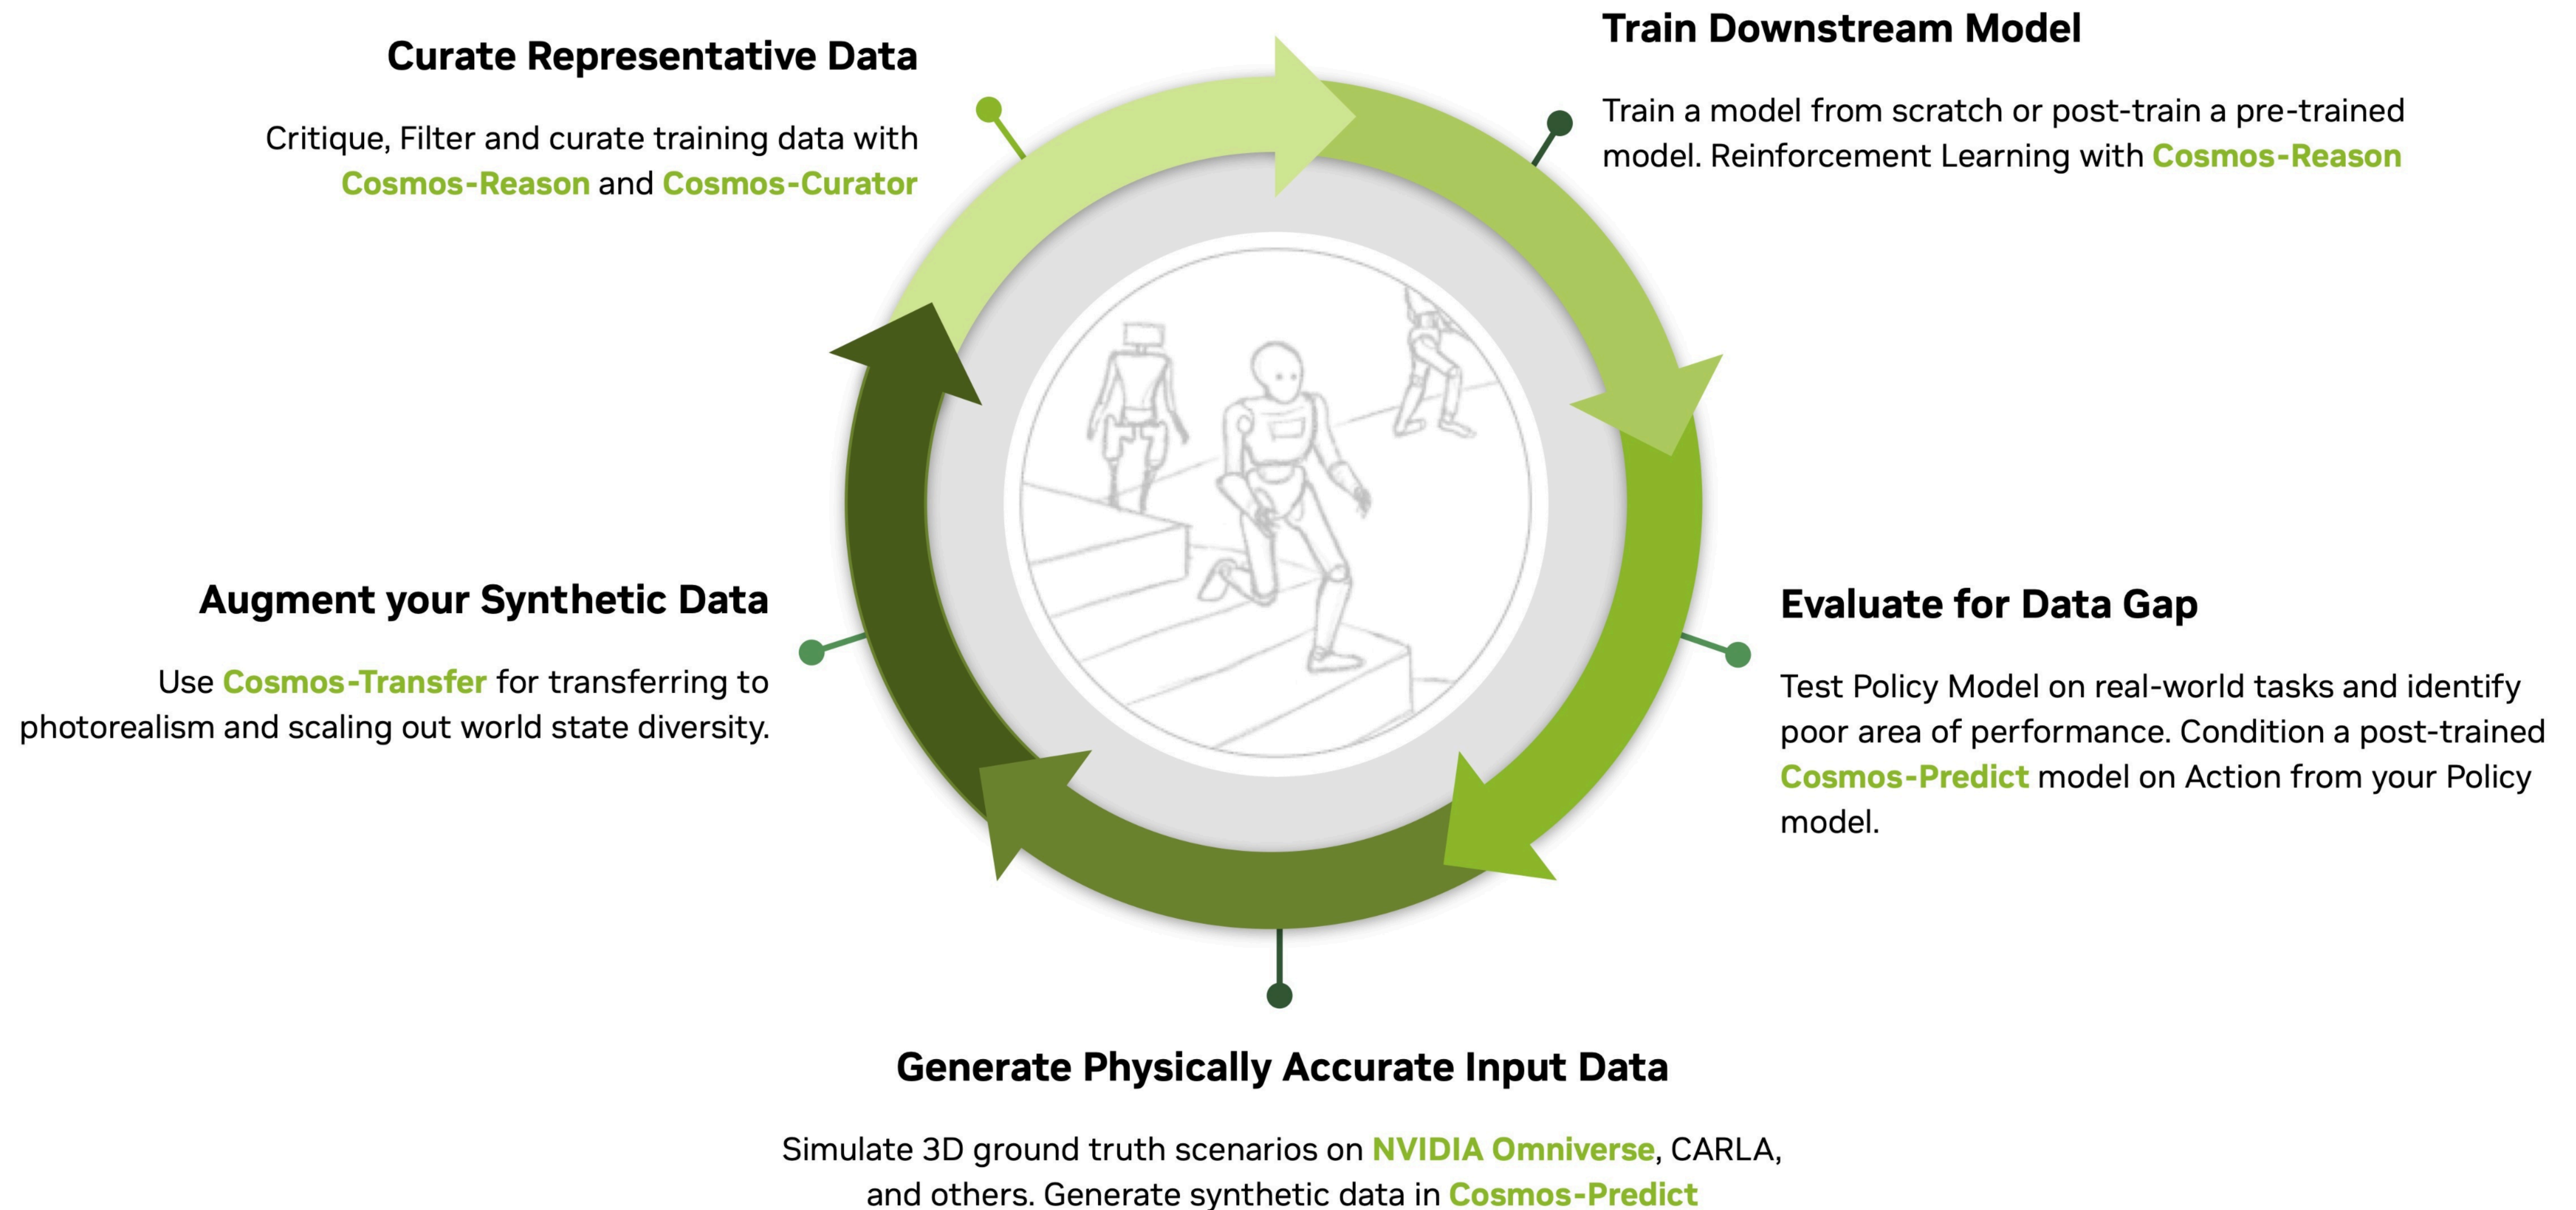 Curate Representative Data
Critique, Filter and curate training data with
Cosmos-Reason and Cosmos-Curator
Train Downstream Model
Train a model from scratch or post-train a pre-trained
model. Reinforcement Learning with Cosmos-Reason
Augment your Synthetic Data
Use Cosmos-Transfer for transferring to
photorealism and scaling out world state diversity.
Evaluate for Data Gap
Test Policy Model on real-world tasks and identify
poor area of performance. Condition a post-trained
Cosmos-Predict model on Action from your Policy
model.
Generate Physically Accurate Input Data
Simulate 3D ground truth scenarios on NVIDIA Omniverse, CARLA,
and others. Generate synthetic data in Cosmos-Predict